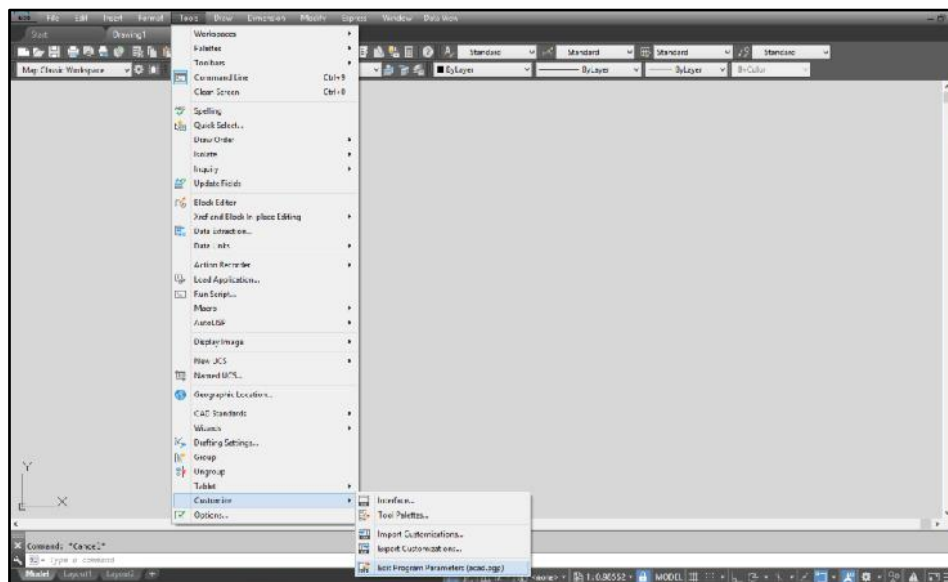 File Edit Insert Format Tools Draw Dimension Modify Express Window Data View
Start Drawing1
Standard Standard Standard Standard
Map Classic Workspace ByLayer ByLayer ByLayer ByColor
Workspaces
Palettes
Toolbars
Command Line Ctrl+9
Clean Screen Ctrl+0
Spelling
Quick Select...
Draw Order
Isolate
Inquiry
Update Fields
Block Editor
Xref and Block In-place Editing
Data Extraction...
Data Links
Action Recorder
Load Application...
Run Script...
Macro
AutoLISP
Display Image
New UCS
Named UCS...
Geographic Location...
CAD Standards
Wizards
Drafting Settings...
Group
Ungroup
Tablet
Customize
Options...
Interface...
Tool Palettes...
Import Customizations...
Export Customizations...
Edit Program Parameters (acad.pgp)
Y
X
Command: *Cancel*
Type a command
Model Layout1 Layout2 +
MODEL